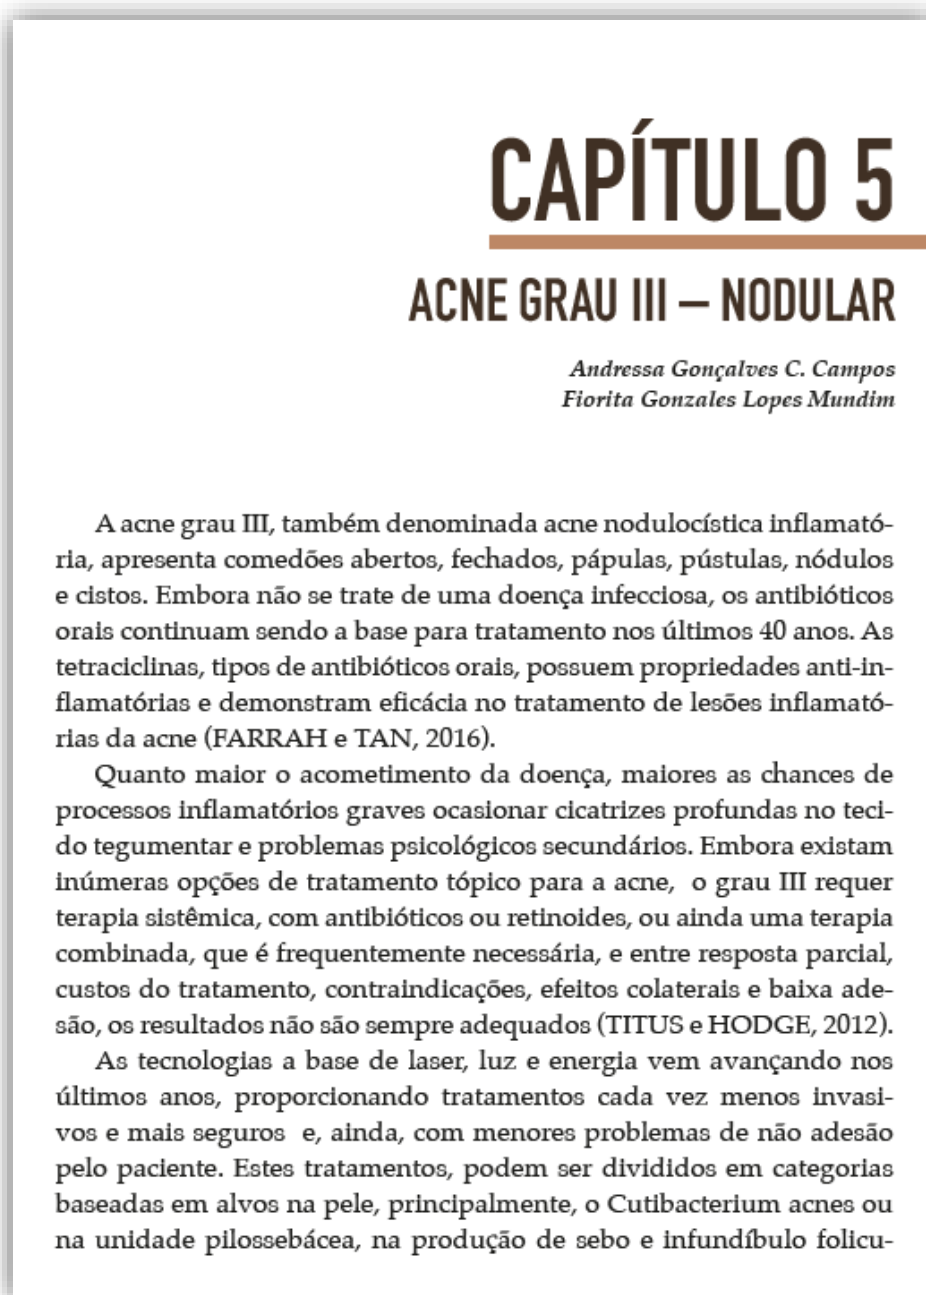 CAPÍTULO 5
ACNE GRAU III – NODULAR
Andressa Gonçalves C. Campos
Fiorita Gonzales Lopes Mundim
A acne grau III, também denominada acne nodulocística inflamató-
ria, apresenta comedões abertos, fechados, pápulas, pústulas, nódulos
e cistos. Embora não se trate de uma doença infecciosa, os antibióticos
orais continuam sendo a base para tratamento nos últimos 40 anos. As
tetraciclinas, tipos de antibióticos orais, possuem propriedades anti-in-
flamatórias e demonstram eficácia no tratamento de lesões inflamató-
rias da acne (FARRAH e TAN, 2016).
Quanto maior o acometimento da doença, maiores as chances de
processos inflamatórios graves ocasionar cicatrizes profundas no teci-
do tegumentar e problemas psicológicos secundários. Embora existam
inúmeras opções de tratamento tópico para a acne,  o grau III requer
terapia sistêmica, com antibióticos ou retinoides, ou ainda uma terapia
combinada, que é frequentemente necessária, e entre resposta parcial,
custos do tratamento, contraindicações, efeitos colaterais e baixa ade-
são, os resultados não são sempre adequados (TITUS e HODGE, 2012).
As tecnologias a base de laser, luz e energia vem avançando nos
últimos anos, proporcionando tratamentos cada vez menos invasi-
vos e mais seguros  e, ainda, com menores problemas de não adesão
pelo paciente. Estes tratamentos, podem ser divididos em categorias
baseadas em alvos na pele, principalmente, o Cutibacterium acnes ou
na unidade pilossebácea, na produção de sebo e infundíbulo folicu-